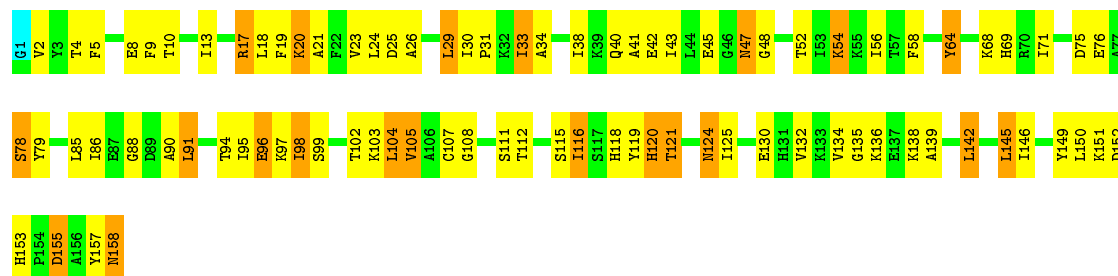 G1 V2 Y3 T4 F5 E8 F9 T10 I13 R17 L18 F19 K20 A21 F22 V23 L24 D25 A26 L29 I30 P31 K32 I33 A34 I38 K39 Q40 A41 E42 I43 L44 E45 G46 N47 G48 T52 I53 K54 K55 I56 T57 F58 Y64 K68 H69 R70 I71 D75 E76 A77
S78 Y79 L85 I86 E87 G88 D89 A90 L91 T94 I95 E96 K97 I98 S99 T102 K103 L104 V105 A106 C107 G108 S111 T112 S115 I116 S117 H118 Y119 H120 T121 N124 I125 E130 H131 V132 K133 V134 G135 K136 E137 K138 A139 L142 L145 I146 Y149 L150 K151 D152
H153 P154 D155 A156 Y157 N158